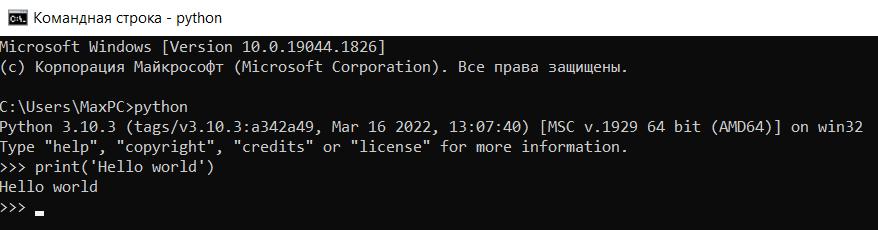 Командная строка - python
Microsoft Windows [Version 10.0.19044.1826]
(c) Корпорация Майкрософт (Microsoft Corporation). Все права защищены.
C:\Users\MaxPC>python
Python 3.10.3 (tags/v3.10.3:a342a49, Mar 16 2022, 13:07:40) [MSC v.1929 64 bit (AMD64)] on win32
Type "help", "copyright", "credits" or "license" for more information.
>>> print('Hello world')
Hello world
>>>